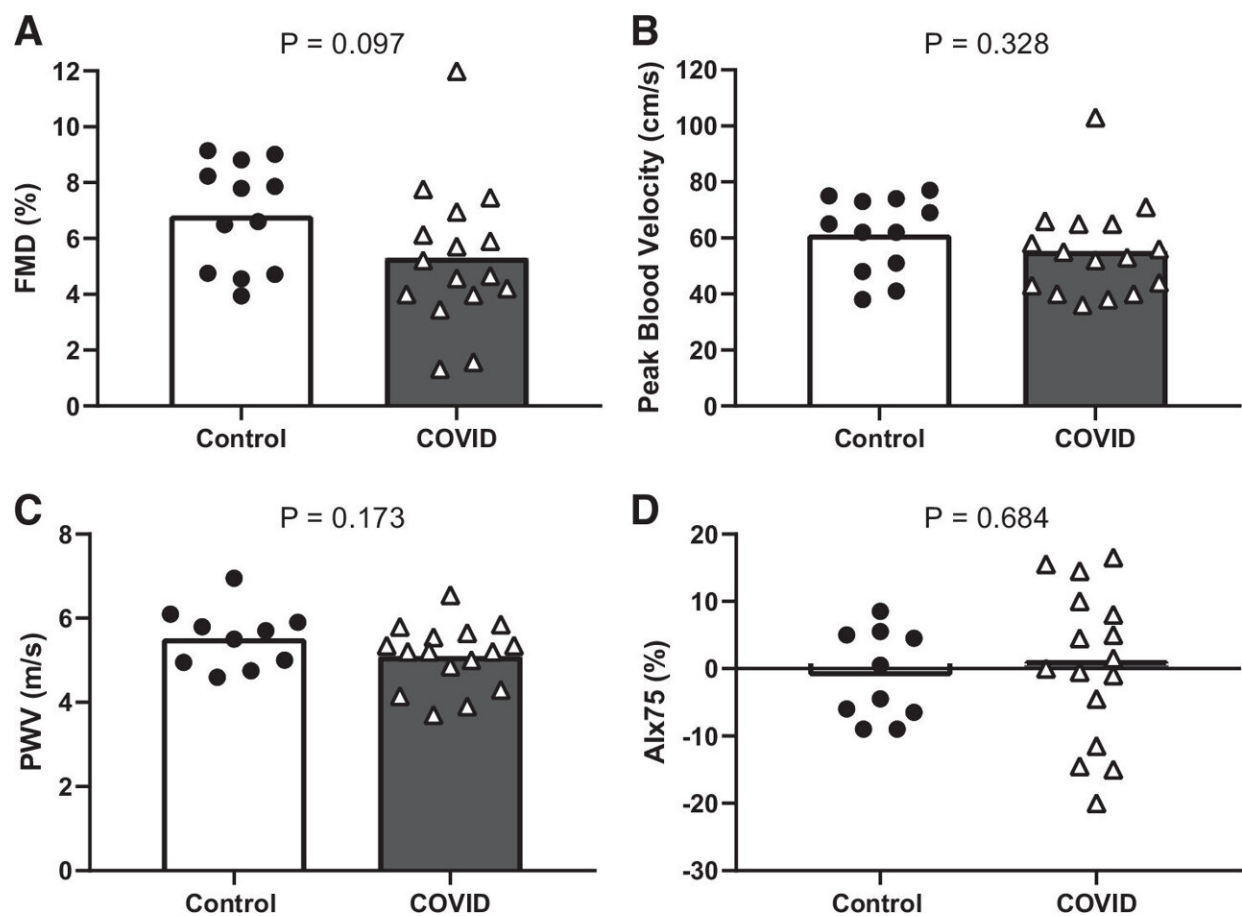 A
P = 0.097
FMD (%)
12
10
8
6
4
2
0
Control COVID
B
P = 0.328
Peak Blood Velocity (cm/s)
120
100
80
60
40
20
0
Control COVID
C
P = 0.173
PWV (m/s)
8
6
4
2
0
Control COVID
D
P = 0.684
AIx75 (%)
20
10
0
-10
-20
-30
Control COVID